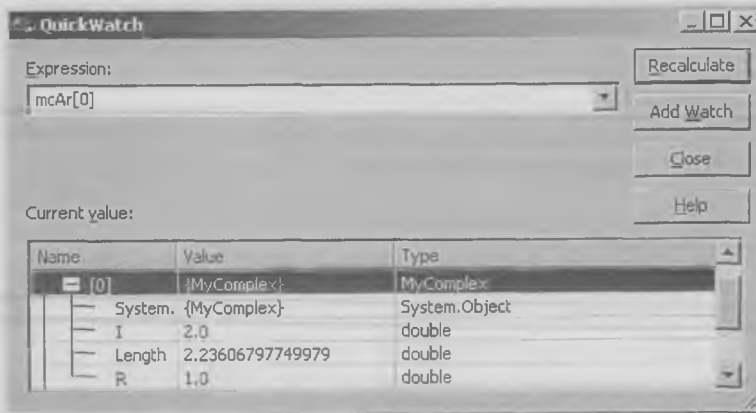 QuickWatch
Expression:
mcAr[0]
Recalculate
Add Watch
Close
Help
Current value:
Name Value Type
[0] {MyComplex} MyComplex
System. {MyComplex} System.Object
I 2.0 double
Length 2.23606797749979 double
R 1.0 double